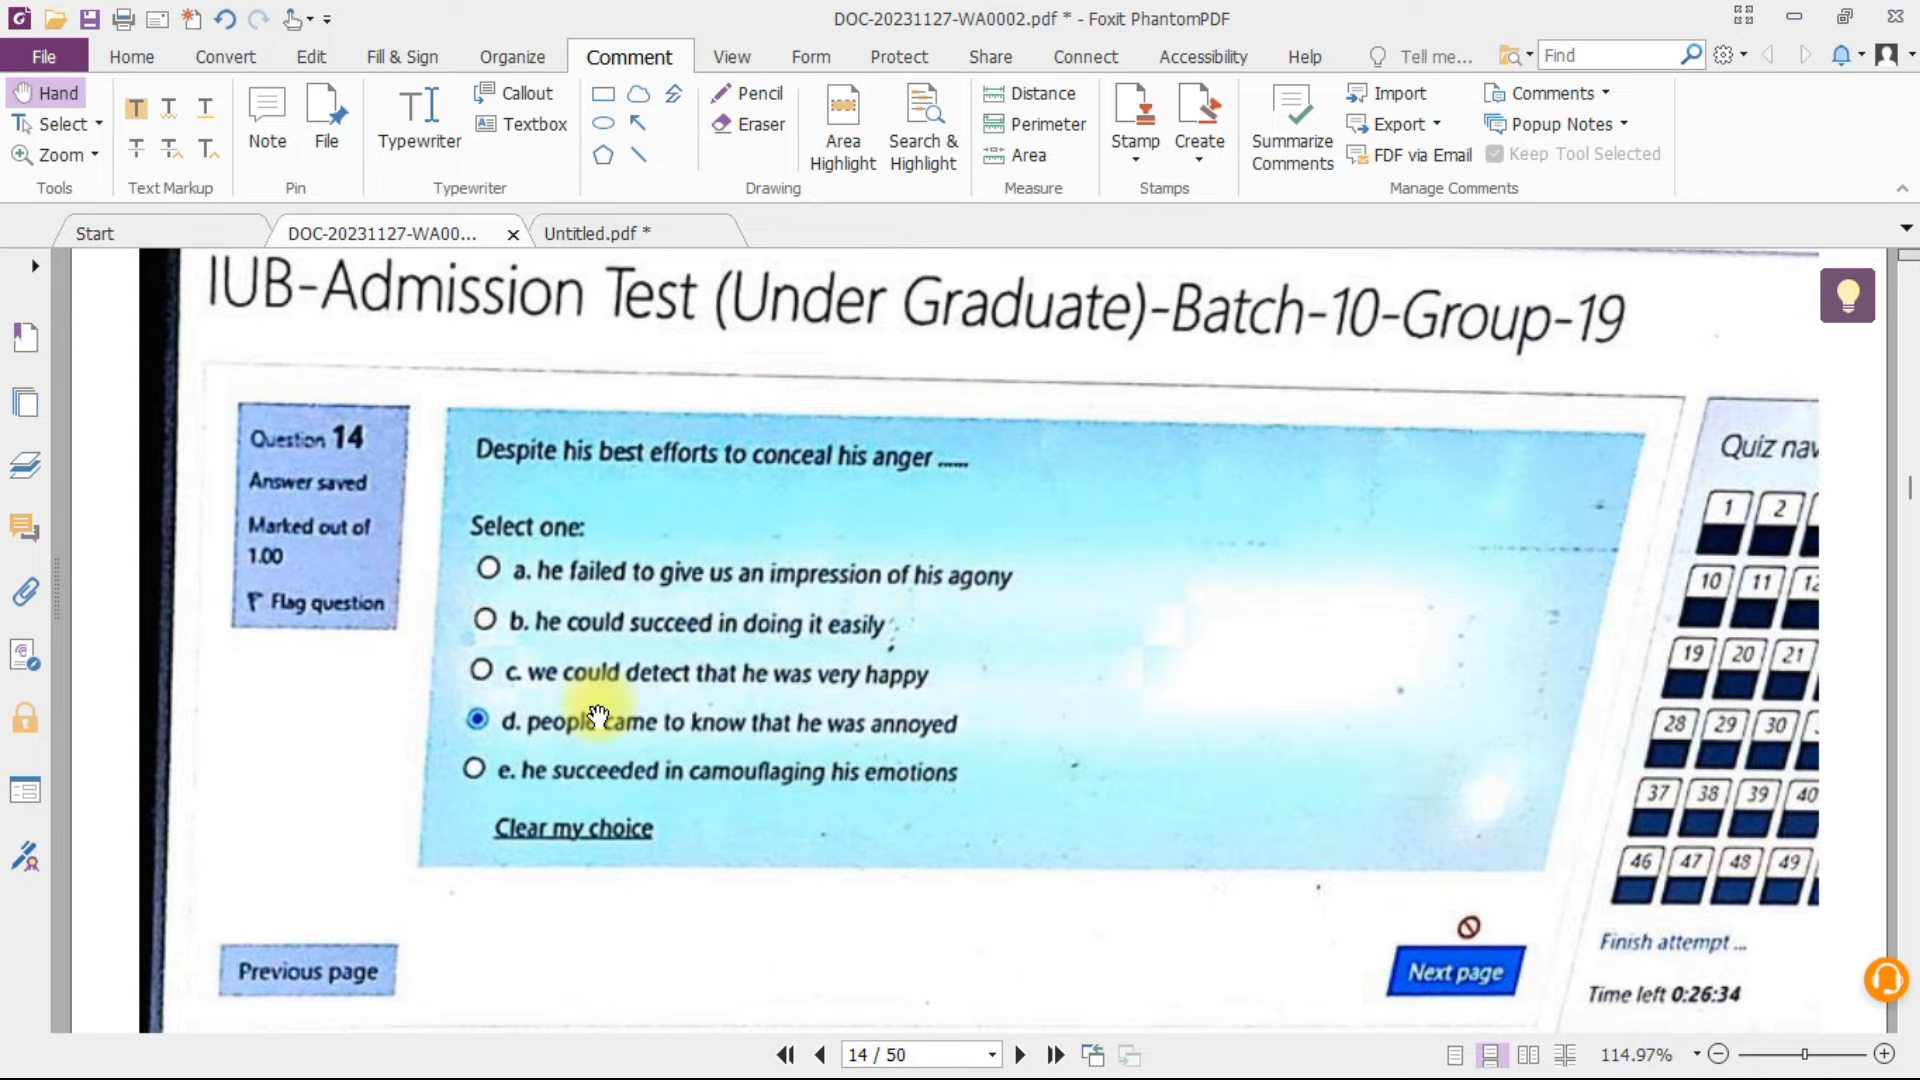 DOC-20231127-WA0002.pdf * - Foxit PhantomPDF
File Home Convert Edit Fill & Sign Organize Comment View Form Protect Share Connect Accessibility Help Tell me... Find
Hand
Select
Zoom
Tools
Text Markup
Note
File
Pin
Typewriter
Callout
Textbox
Typewriter
Pencil
Eraser
Area Highlight
Search & Highlight
Drawing
Distance
Perimeter
Area
Measure
Stamp
Create
Stamps
Summarize Comments
Import
Export
FDF via Email
Comments
Popup Notes
Keep Tool Selected
Manage Comments
Start DOC-20231127-WA00... Untitled.pdf *
IUB-Admission Test (Under Graduate)-Batch-10-Group-19
Question 14
Answer saved
Marked out of
1.00
Flag question
Despite his best efforts to conceal his anger ......
Select one:
a. he failed to give us an impression of his agony
b. he could succeed in doing it easily
c. we could detect that he was very happy
d. people came to know that he was annoyed
e. he succeeded in camouflaging his emotions
Clear my choice
Previous page
Next page
Quiz nav
1 2
10 11 12
19 20 21
28 29 30
37 38 39 40
46 47 48 49
Finish attempt ...
Time left 0:26:34
14 / 50
114.97%